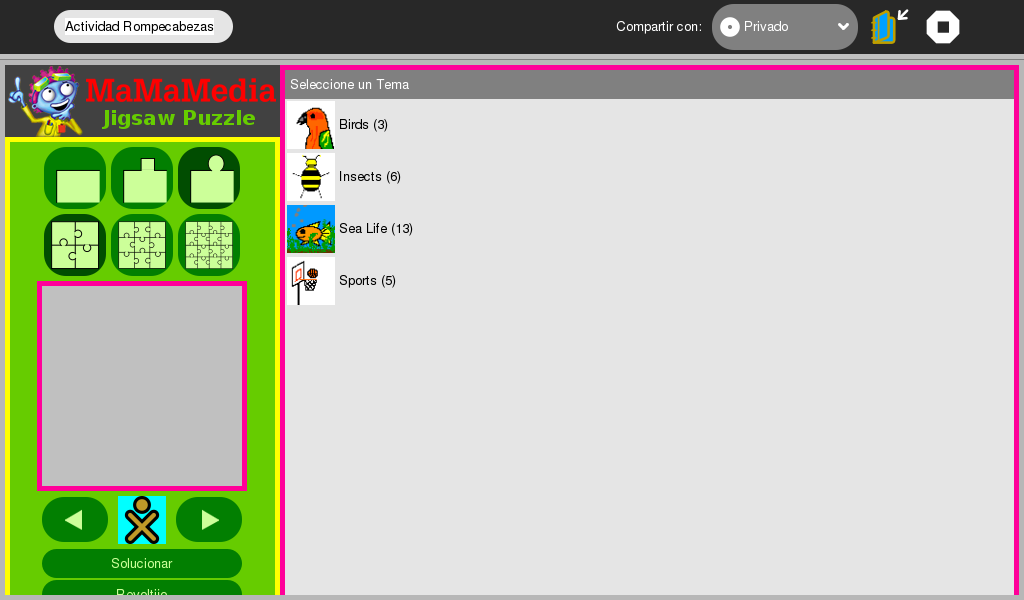 Actividad Rompecabezas
Compartir con:
Privado
MaMaMedia
Jigsaw Puzzle
Seleccione un Tema
Birds (3)
Insects (6)
Sea Life (13)
Sports (5)
Solucionar
Revoltijo